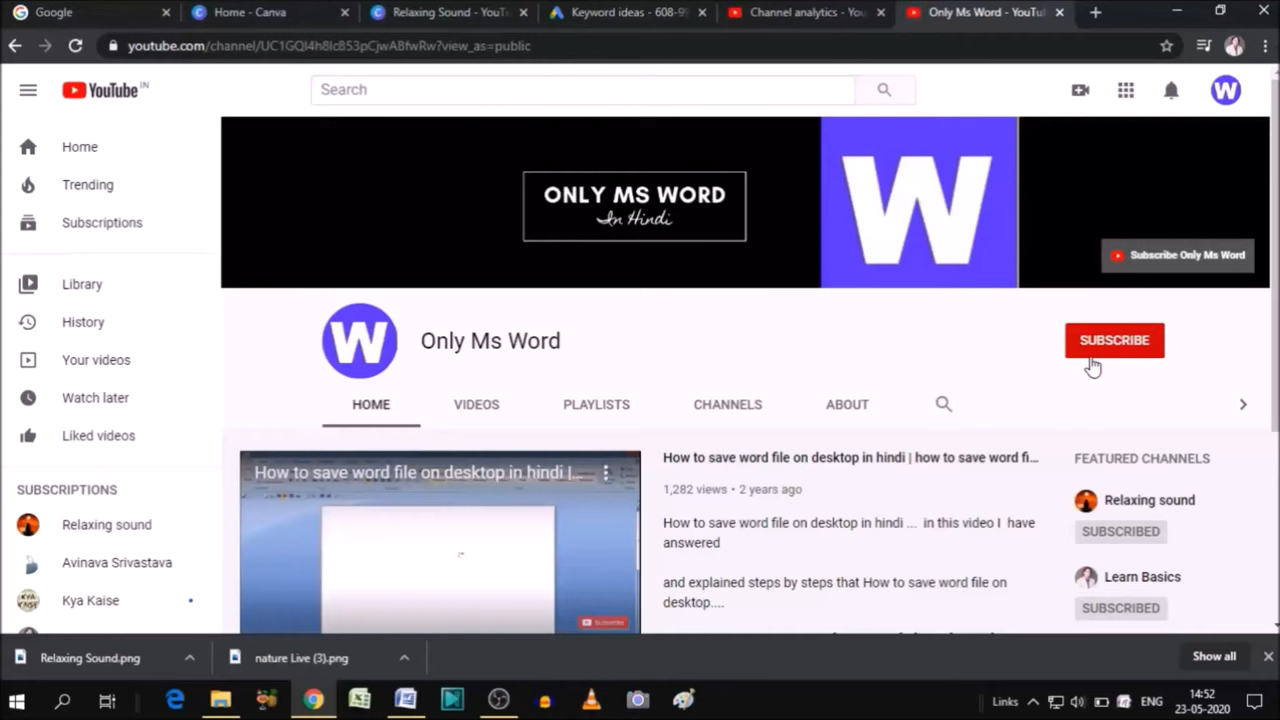 Google
Home - Canva
Relaxing Sound - YouT
Keyword ideas - 608-9
Channel analytics - You
Only Ms Word - YouTu
youtube.com/channel/UC1GQI4h8Ic853pCjwABfwRw?view_as=public
YouTube IN
Search
W
Home
Trending
Subscriptions
Library
History
Your videos
Watch later
Liked videos
SUBSCRIPTIONS
Relaxing sound
Avinava Srivastava
KYA KAISE
Kya Kaise
ONLY MS WORD
In Hindi
W
Subscribe Only Ms Word
W
Only Ms Word
SUBSCRIBE
HOME
VIDEOS
PLAYLISTS
CHANNELS
ABOUT
How to save word file on desktop in hindi |...
Subscribe
How to save word file on desktop in hindi | how to save word fi...
1,282 views • 2 years ago
How to save word file on desktop in hindi ... in this video I have
answered
and explained steps by steps that How to save word file on
desktop....
FEATURED CHANNELS
Relaxing sound
SUBSCRIBED
Learn Basics
SUBSCRIBED
Relaxing Sound.png
nature Live (3).png
Show all
Links
ENG
14:52
23-05-2020